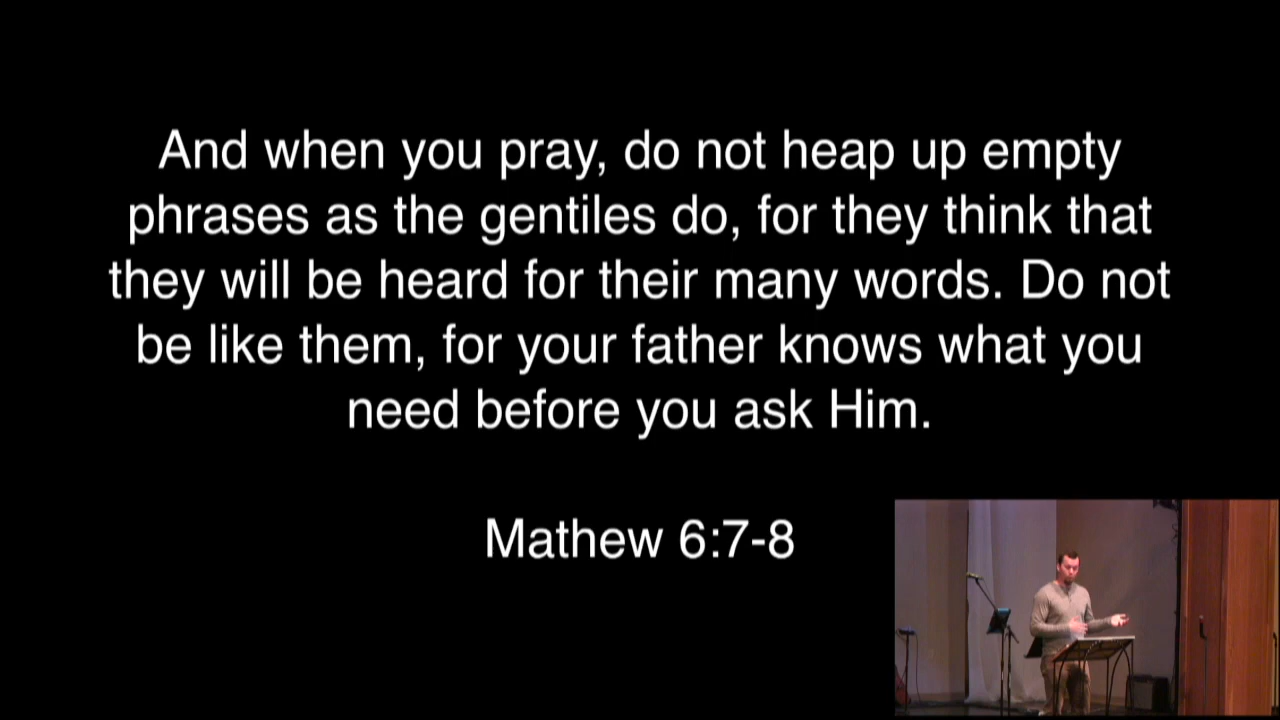 And when you pray, do not heap up empty
phrases as the gentiles do, for they think that
they will be heard for their many words. Do not
be like them, for your father knows what you
need before you ask Him.
Mathew 6:7-8